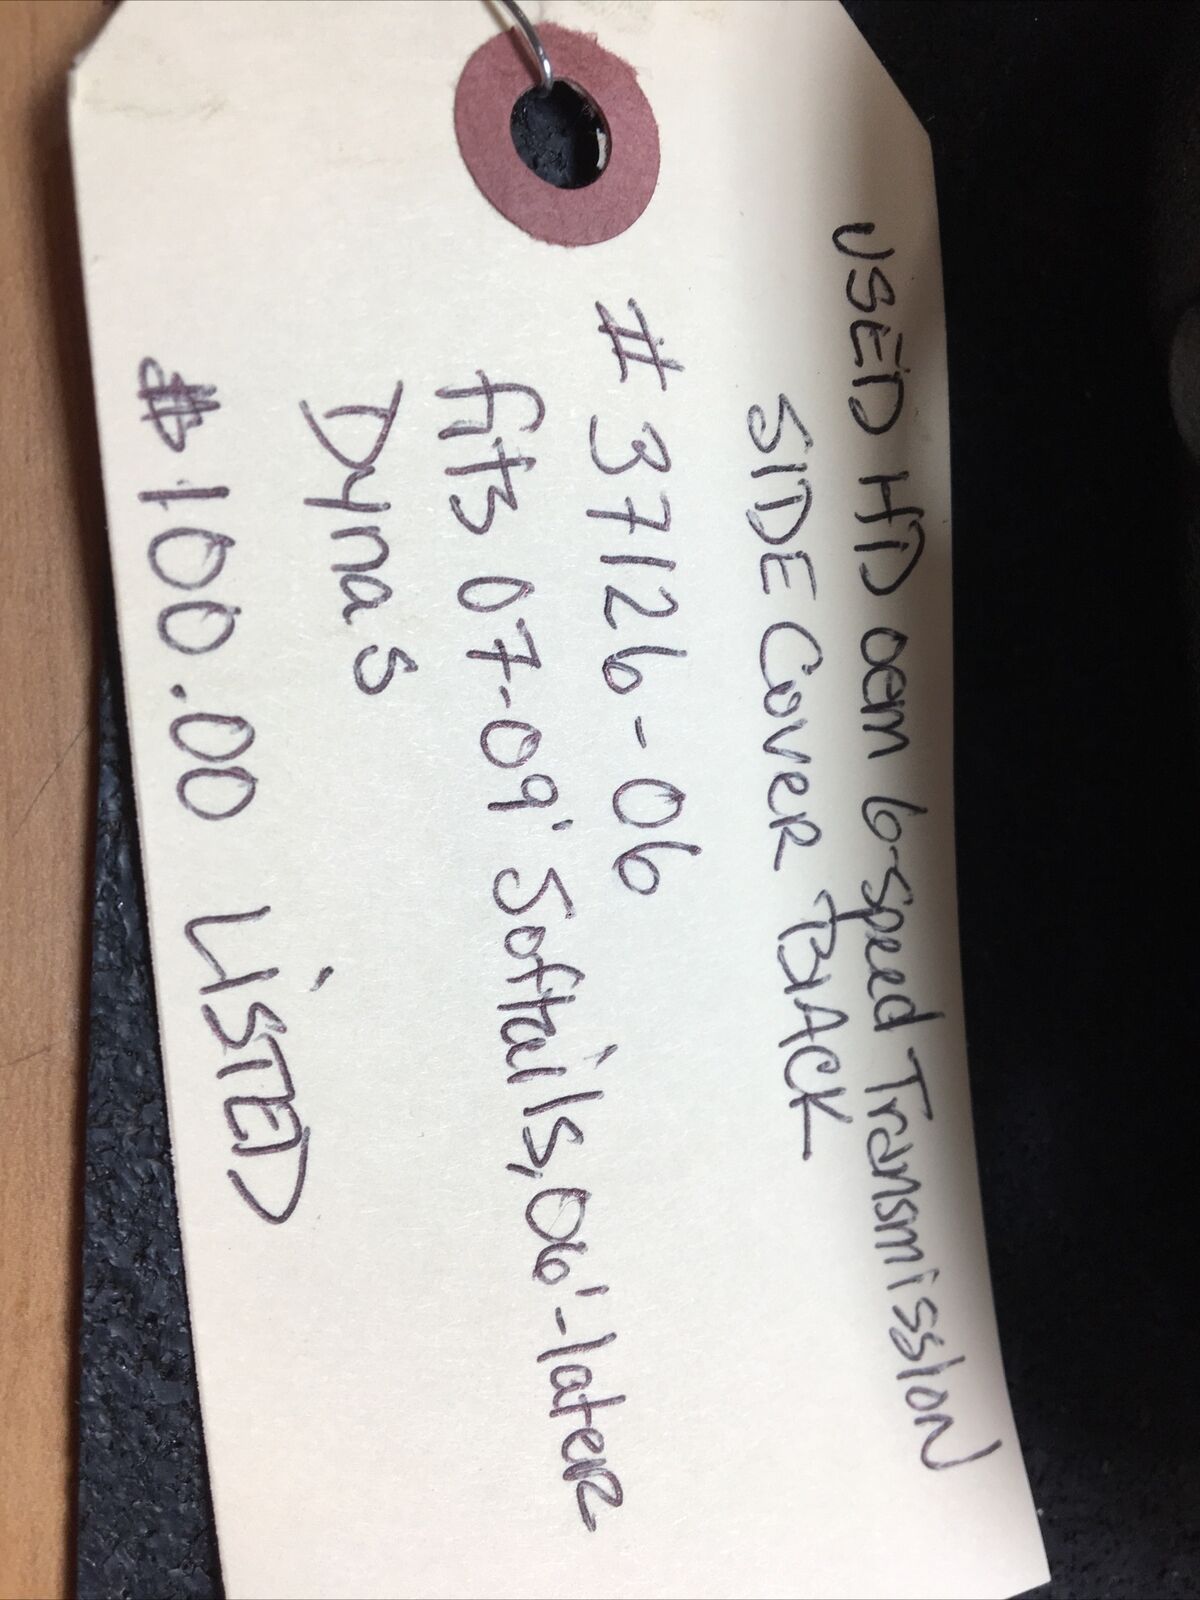 USED HD OEM 6-speed Transmission
SIDE Cover BLACK
# 37126-06
fits 07-09' Softails, 06'-later
Dynas
$100.00 LiSTED